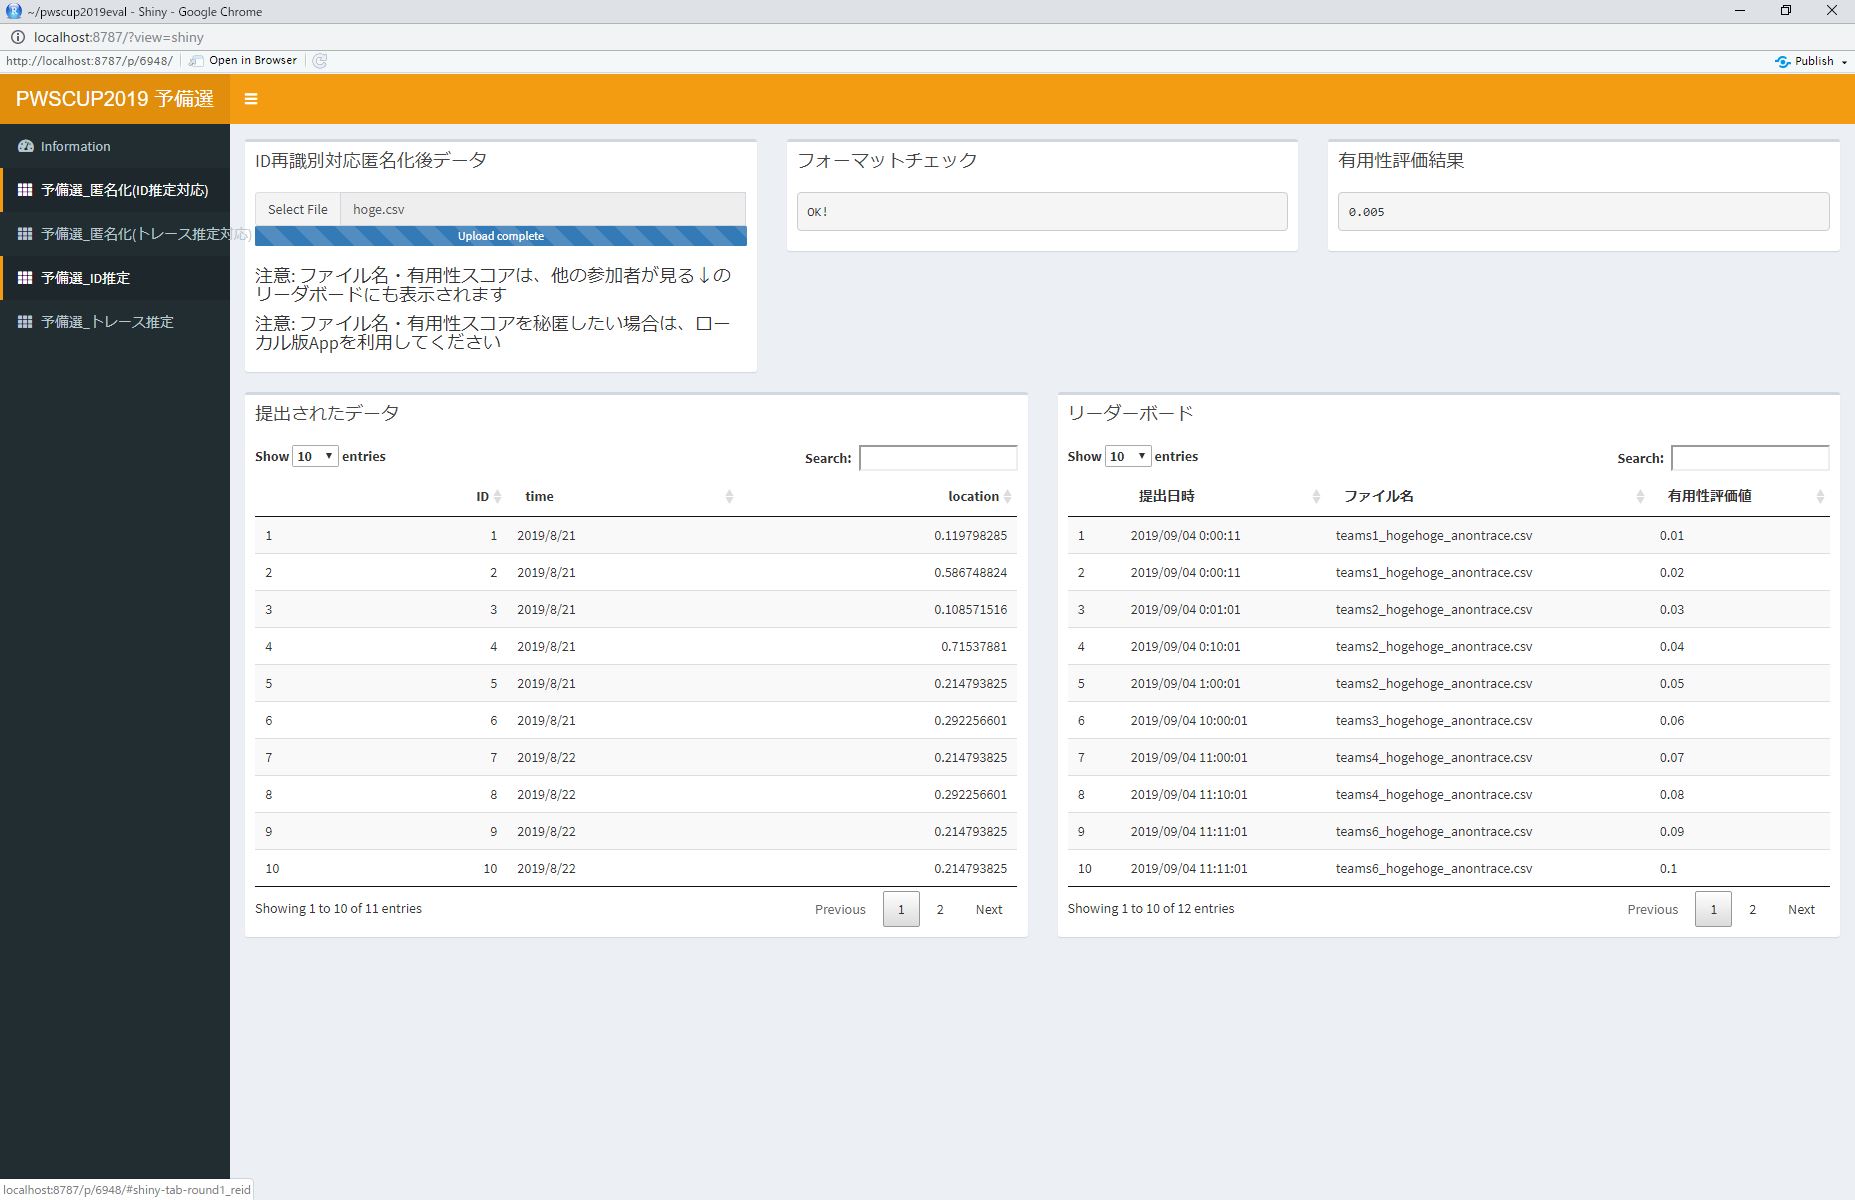 ~/pwscup2019eval - Shiny - Google Chrome
localhost:8787/?view=shiny
http://localhost:8787/p/6948/ Open in Browser Publish
PWSCUP2019 予備選
Information
予備選_匿名化(ID推定対応)
予備選_匿名化(トレース推定対応)
予備選_ID推定
予備選_トレース推定
ID再識別対応匿名化後データ
Select File hoge.csv
Upload complete
注意: ファイル名・有用性スコアは、他の参加者が見る↓の
リーダボードにも表示されます
注意: ファイル名・有用性スコアを秘匿したい場合は、ロー
カル版Appを利用してください
フォーマットチェック
OK!
有用性評価結果
0.005
提出されたデータ
Show 10 entries Search:
ID time location
1 1 2019/8/21 0.119798285
2 2 2019/8/21 0.586748824
3 3 2019/8/21 0.108571516
4 4 2019/8/21 0.71537881
5 5 2019/8/21 0.214793825
6 6 2019/8/21 0.292256601
7 7 2019/8/22 0.214793825
8 8 2019/8/22 0.292256601
9 9 2019/8/22 0.214793825
10 10 2019/8/22 0.214793825
Showing 1 to 10 of 11 entries Previous 1 2 Next
リーダーボード
Show 10 entries Search:
提出日時 ファイル名 有用性評価値
1 2019/09/04 0:00:11 teams1_hogehoge_anontrace.csv 0.01
2 2019/09/04 0:00:11 teams1_hogehoge_anontrace.csv 0.02
3 2019/09/04 0:01:01 teams2_hogehoge_anontrace.csv 0.03
4 2019/09/04 0:10:01 teams2_hogehoge_anontrace.csv 0.04
5 2019/09/04 1:00:01 teams2_hogehoge_anontrace.csv 0.05
6 2019/09/04 10:00:01 teams3_hogehoge_anontrace.csv 0.06
7 2019/09/04 11:00:01 teams4_hogehoge_anontrace.csv 0.07
8 2019/09/04 11:10:01 teams4_hogehoge_anontrace.csv 0.08
9 2019/09/04 11:11:01 teams6_hogehoge_anontrace.csv 0.09
10 2019/09/04 11:11:01 teams6_hogehoge_anontrace.csv 0.1
Showing 1 to 10 of 12 entries Previous 1 2 Next
localhost:8787/p/6948/#shiny-tab-round1_reid